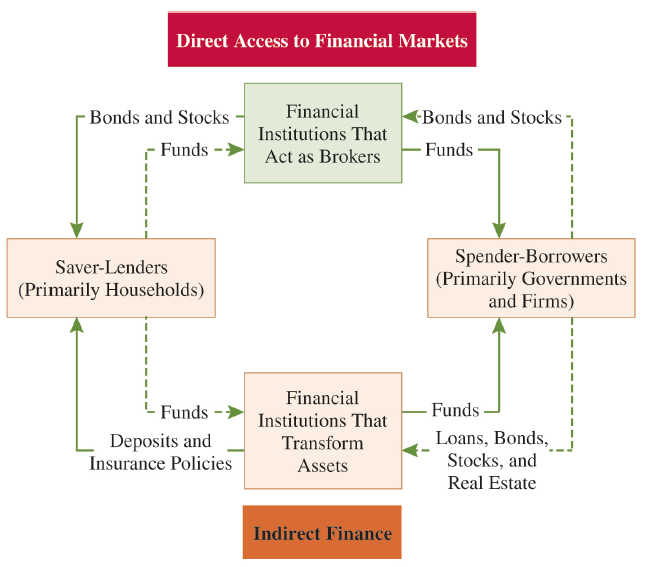 Direct Access to Financial Markets
Bonds and Stocks
Funds
Financial
Institutions That
Act as Brokers
Bonds and Stocks
Funds
Saver-Lenders
(Primarily Households)
Spender-Borrowers
(Primarily Governments
and Firms)
Funds
Deposits and
Insurance Policies
Financial
Institutions That
Transform
Assets
Funds
Loans, Bonds,
Stocks, and
Real Estate
Indirect Finance